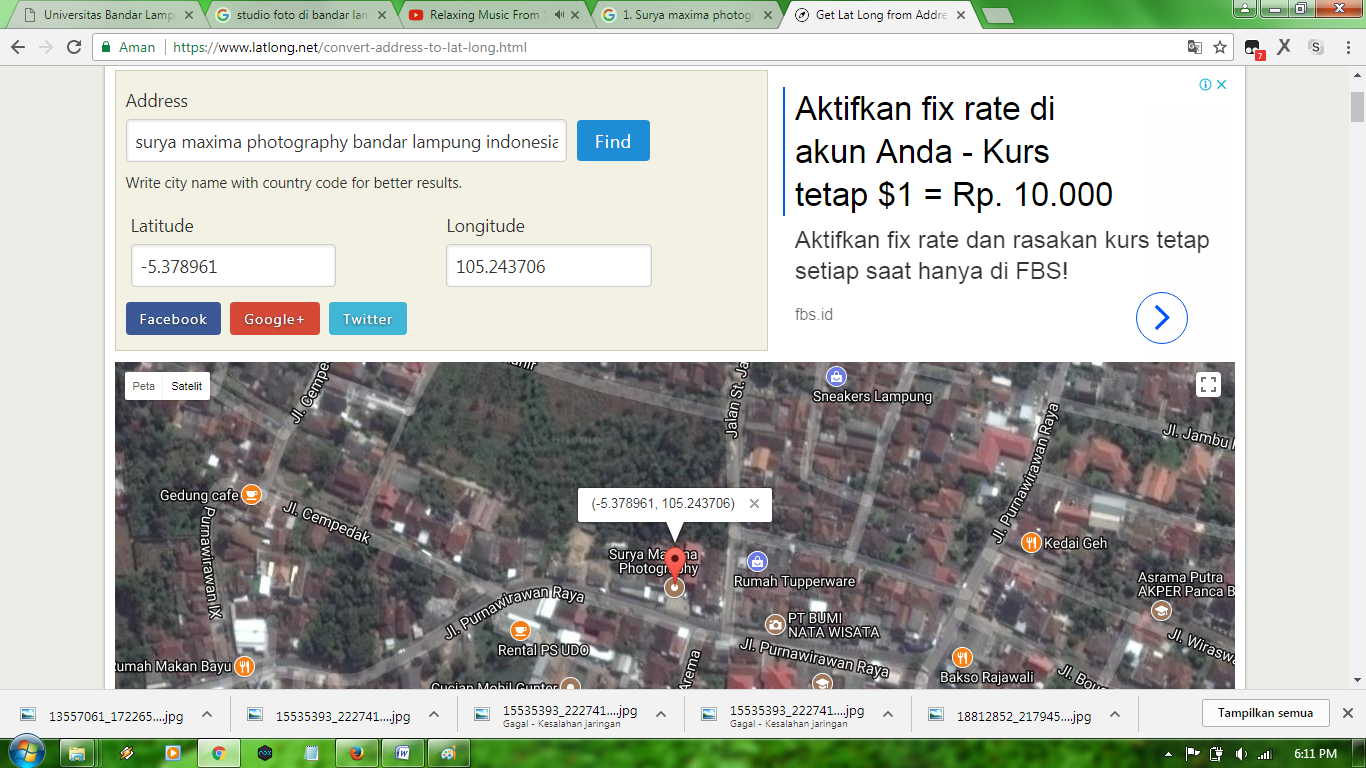 Universitas Bandar Lamp
studio foto di bandar lan
Relaxing Music From
1. Surya maxima photog
Get Lat Long from Addre
Aman
https://www.latlong.net/convert-address-to-lat-long.html
7
Address
surya maxima photography bandar lampung indonesia
Find
Write city name with country code for better results.
Latitude
Longitude
-5.378961
105.243706
Facebook
Google+
Twitter
Aktifkan fix rate di
akun Anda - Kurs
tetap $1 = Rp. 10.000
Aktifkan fix rate dan rasakan kurs tetap
setiap saat hanya di FBS!
fbs.id
Peta
Satelit
Jl. Cempe
Jalan St. Ja
Sneakers Lampung
Jl. Jambu
Jl. Purnawirawan Raya
Gedung cafe
Jl. Cempedak
Purnawirawan IX
(-5.378961, 105.243706)
Surya Ma
Photography
Rumah Tupperware
Kedai Geh
Asrama Putra
AKPER Panca B
Jl. Purnawirawan Raya
PT BUMI
NATA WISATA
Jl. Wirasw
Rental PS UDO
Jl. Purnawirawan Raya
Rumah Makan Bayu
Cucian Mobil Gunter
Arema
Bakso Rajawali
Jl. Bou
13557061_172265....jpg
15535393_222741....jpg
15535393_222741....jpg
Gagal - Kesalahan jaringan
15535393_222741....jpg
Gagal - Kesalahan jaringan
18812852_217945....jpg
Tampilkan semua
6:11 PM